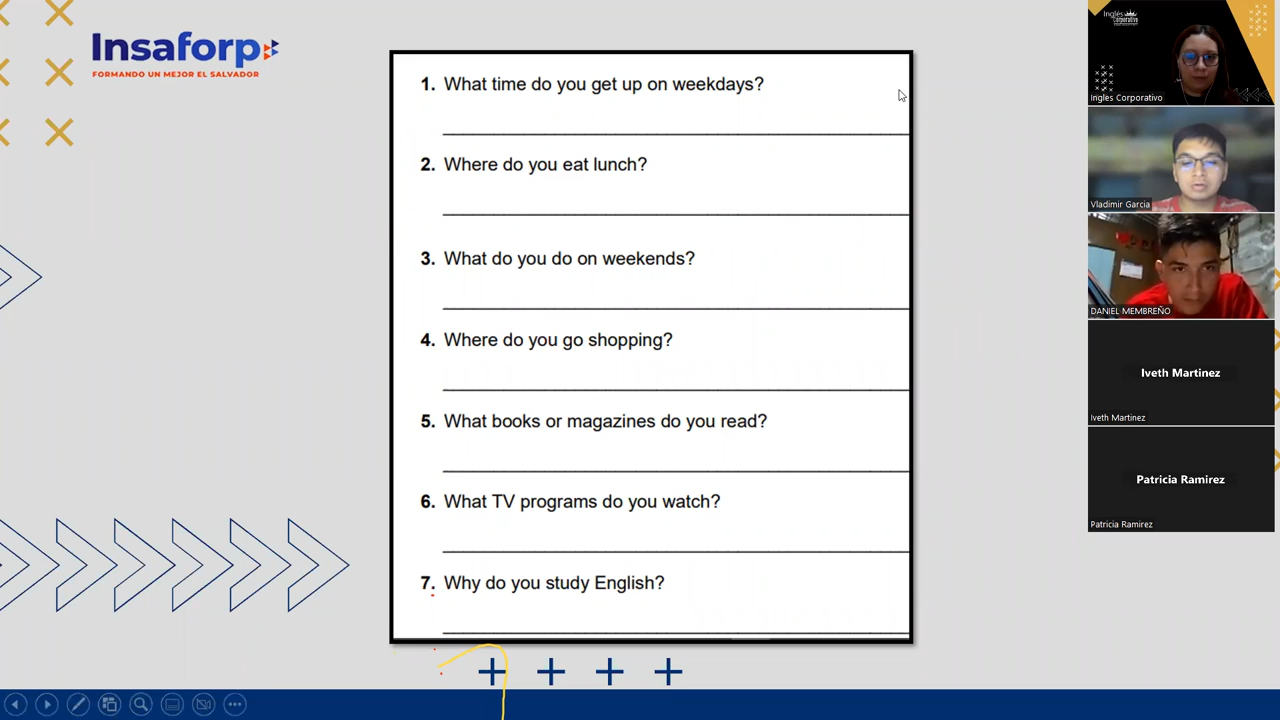 Insaforp
FORMANDO UN MEJOR EL SALVADOR
1. What time do you get up on weekdays?
2. Where do you eat lunch?
3. What do you do on weekends?
4. Where do you go shopping?
5. What books or magazines do you read?
6. What TV programs do you watch?
7. Why do you study English?
Inglés
Corporativo
Ingles Corporativo
Vladimir Garcia
DANIEL MEMBREÑO
Iveth Martinez
Iveth Martinez
Patricia Ramirez
Patricia Ramirez